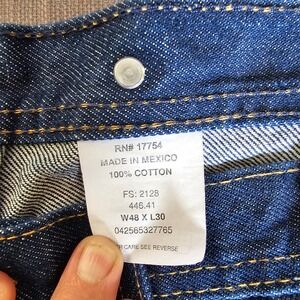 RN# 17754
MADE IN MEXICO
100% COTTON
FS: 2128
446.41
W48 X L30
042565327765
CARE SEE REVERSE